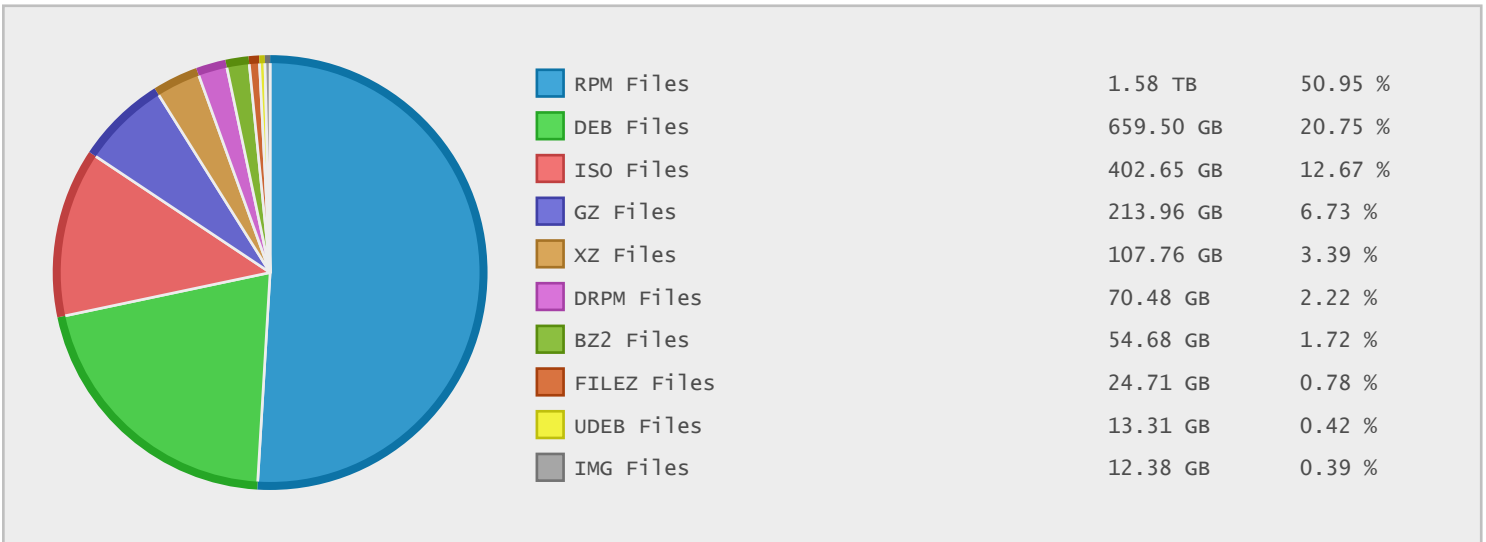 RPM Files 1.58 TB 50.95 %
DEB Files 659.50 GB 20.75 %
ISO Files 402.65 GB 12.67 %
GZ Files 213.96 GB 6.73 %
XZ Files 107.76 GB 3.39 %
DRPM Files 70.48 GB 2.22 %
BZ2 Files 54.68 GB 1.72 %
FILEZ Files 24.71 GB 0.78 %
UDEB Files 13.31 GB 0.42 %
IMG Files 12.38 GB 0.39 %